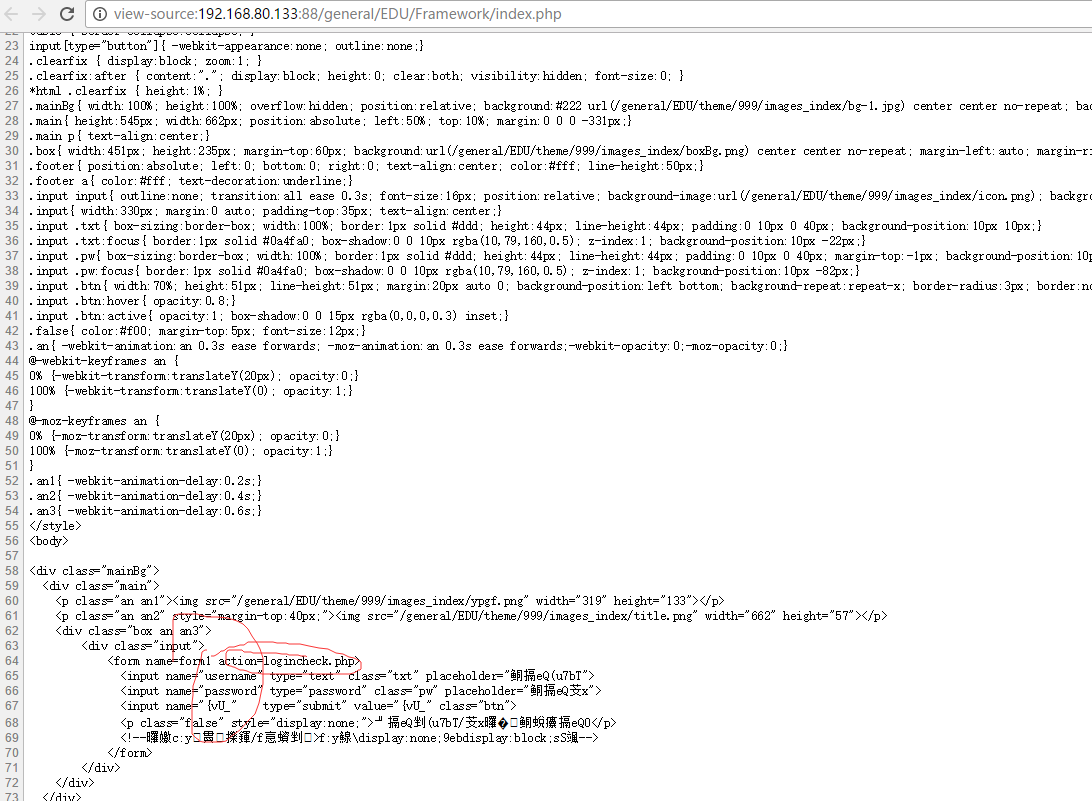 view-source:192.168.80.133:88/general/EDU/Framework/index.php
23 input[type="button"]{ -webkit-appearance:none; outline:none;}
24 .clearfix { display:block; zoom:1; }
25 .clearfix:after { content:"."; display:block; height:0; clear:both; visibility:hidden; font-size:0; }
26 *html .clearfix { height:1%; }
27 .mainBg{ width:100%; height:100%; overflow:hidden; position:relative; background:#222 url(/general/EDU/theme/999/images_index/bg-1.jpg) center center no-repeat;
28 .main{ height:545px; width:662px; position:absolute; left:50%; top:10%; margin:0 0 0 -331px;}
29 .main p{ text-align:center;}
30 .box{ width:451px; height:235px; margin-top:60px; background:url(/general/EDU/theme/999/images_index/boxBg.png) center center no-repeat; margin-left:auto;
31 .footer{ position:absolute; left:0; bottom:0; right:0; text-align:center; color:#fff; line-height:50px;}
32 .footer a{ color:#fff; text-decoration:underline;}
33 .input input{ outline:none; transition:all ease 0.3s; font-size:16px; position:relative; background-image:url(/general/EDU/theme/999/images_index/icon.png);
34 .input{ width:330px; margin:0 auto; padding-top:35px; text-align:center;}
35 .input .txt{ box-sizing:border-box; width:100%; border:1px solid #ddd; height:44px; line-height:44px; padding:0 10px 0 40px; background-position:10px 10px;}
36 .input .txt:focus{ border:1px solid #0a4fa0; box-shadow:0 0 10px rgba(10,79,160,0.5); z-index:1; background-position:10px -22px;}
37 .input .pw{ box-sizing:border-box; width:100%; border:1px solid #ddd; height:44px; line-height:44px; padding:0 10px 0 40px; margin-top:-1px; background-position:10p
38 .input .pw:focus{ border:1px solid #0a4fa0; box-shadow:0 0 10px rgba(10,79,160,0.5); z-index:1; background-position:10px -82px;}
39 .input .btn{ width:70%; height:51px; line-height:51px; margin:20px auto 0; background-position:left bottom; background-repeat:repeat-x; border-radius:3px;
40 .input .btn:hover{ opacity:0.8;}
41 .input .btn:active{ opacity:1; box-shadow:0 0 15px rgba(0,0,0,0.3) inset;}
42 .false{ color:#f00; margin-top:5px; font-size:12px;}
43 .an{ -webkit-animation:an 0.3s ease forwards; -moz-animation:an 0.3s ease forwards;-webkit-opacity:0;-moz-opacity:0;}
44 @-webkit-keyframes an {
45 0% {-webkit-transform:translateY(20px); opacity:0;}
46 100% {-webkit-transform:translateY(0); opacity:1;}
47 }
48 @-moz-keyframes an {
49 0% {-moz-transform:translateY(20px); opacity:0;}
50 100% {-moz-transform:translateY(0); opacity:1;}
51 }
52 .an1{ -webkit-animation-delay:0.2s;}
53 .an2{ -webkit-animation-delay:0.4s;}
54 .an3{ -webkit-animation-delay:0.6s;}
55 </style>
56 <body>
57
58 <div class="mainBg">
59 <div class="main">
60 <p class="an an1"><img src="/general/EDU/theme/999/images_index/ypgf.png" width="319" height="133"></p>
61 <p class="an an2" style="margin-top:40px;"><img src="/general/EDU/theme/999/images_index/title.png" width="662" height="57"></p>
62 <div class="box an an3">
63 <div class="input">
64 <form name=form1 action=logincheck.php>
65 <input name="username" type="text" class="txt" placeholder="鲖搹eQ(u7bT">
66 <input name="password" type="password" class="pw" placeholder="鲖搹eQ茭x">
67 <input name="{vU_" type="submit" value="{vU_" class="btn">
68 <p class="false" style="display:none;">
69 display:none;9ebdisplay:block;
70 </form>
71 </div>
72 </div>
73 </div>